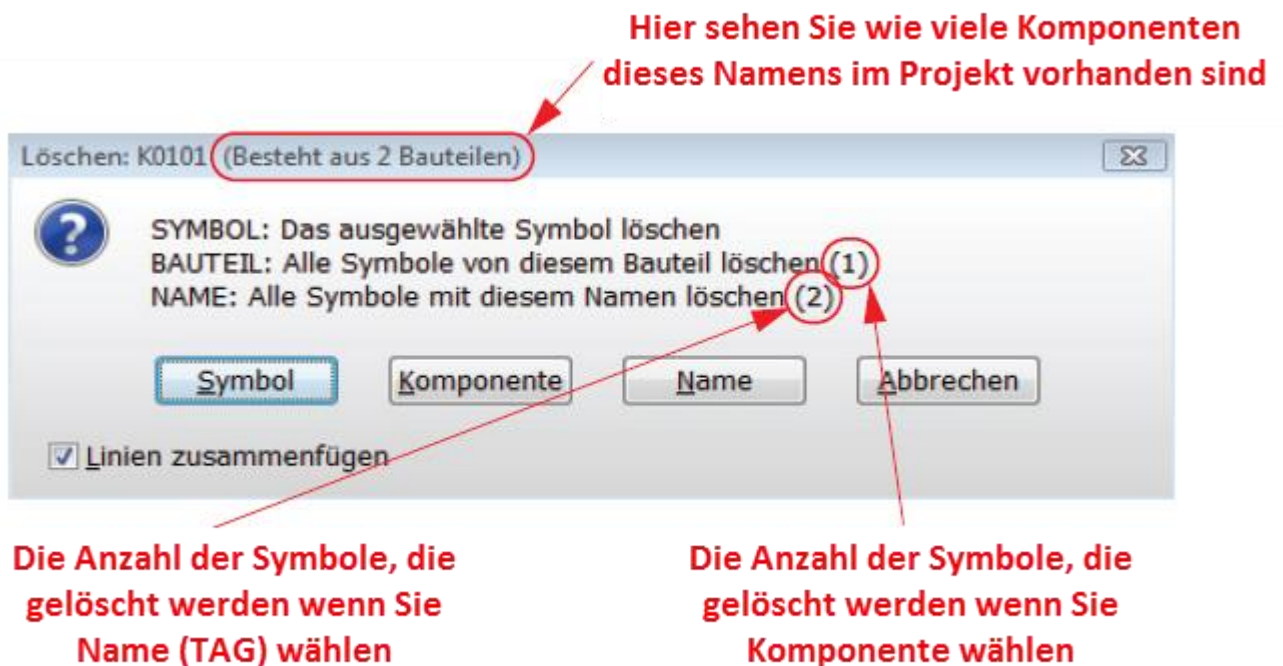 Hier sehen Sie wie viele Komponenten
dieses Namens im Projekt vorhanden sind
Löschen: K0101 (Besteht aus 2 Bauteilen)
SYMBOL: Das ausgewählte Symbol löschen
BAUTEIL: Alle Symbole von diesem Bauteil löschen (1)
NAME: Alle Symbole mit diesem Namen löschen (2)
Symbol Komponente Name Abbrechen
Linien zusammenfügen
Die Anzahl der Symbole, die
gelöscht werden wenn Sie
Name (TAG) wählen
Die Anzahl der Symbole, die
gelöscht werden wenn Sie
Komponente wählen